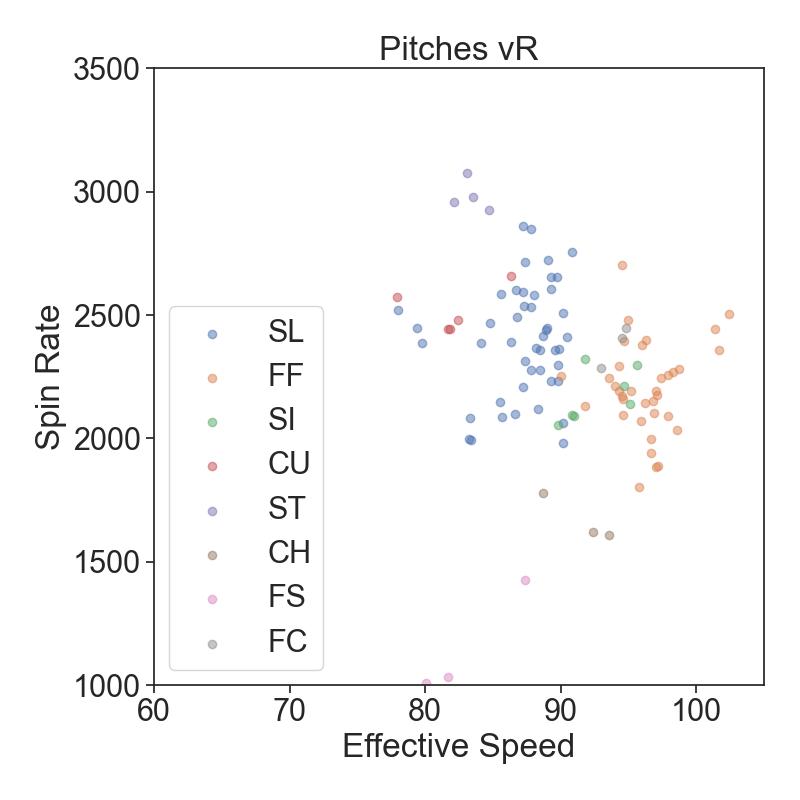 Pitches vR
3500
3000
2500
2000
1500
1000
Spin Rate
SL
FF
SI
CU
ST
CH
FS
FC
60
70
80
90
100
Effective Speed